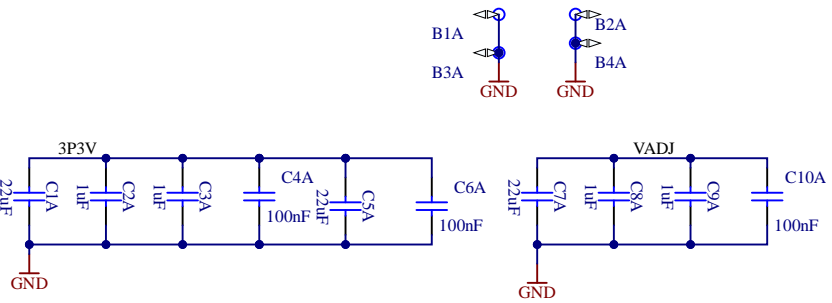 B1A
B2A
B3A
B4A
GND
GND
3P3V
VADJ
C1A
22uF
C2A
1uF
C3A
1uF
C4A
100nF
C5A
22uF
C6A
100nF
C7A
22uF
C8A
1uF
C9A
1uF
C10A
100nF
GND
GND